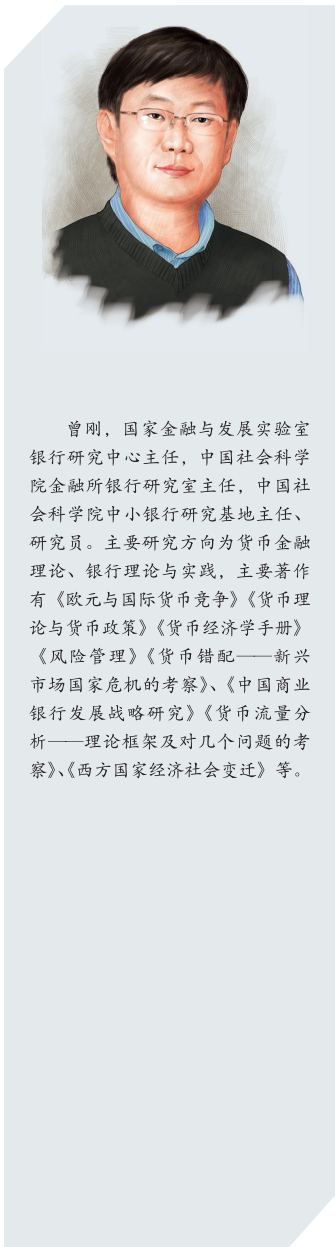 曾刚，国家金融与发展实验室
银行研究中心主任，中国社会科学
院金融所银行研究室主任，中国社
会科学院中小银行研究基地主任、
研究员。主要研究方向为货币金融
理论、银行理论与实践，主要著作
有《欧元与国际货币竞争》《货币理
论与货币政策》《货币经济学手册》
《风险管理》《货币错配——新兴
市场国家危机的考察》、《中国商业
银行发展战略研究》《货币流量分
析——理论框架及对几个问题的考
察》、《西方国家经济社会变迁》等。